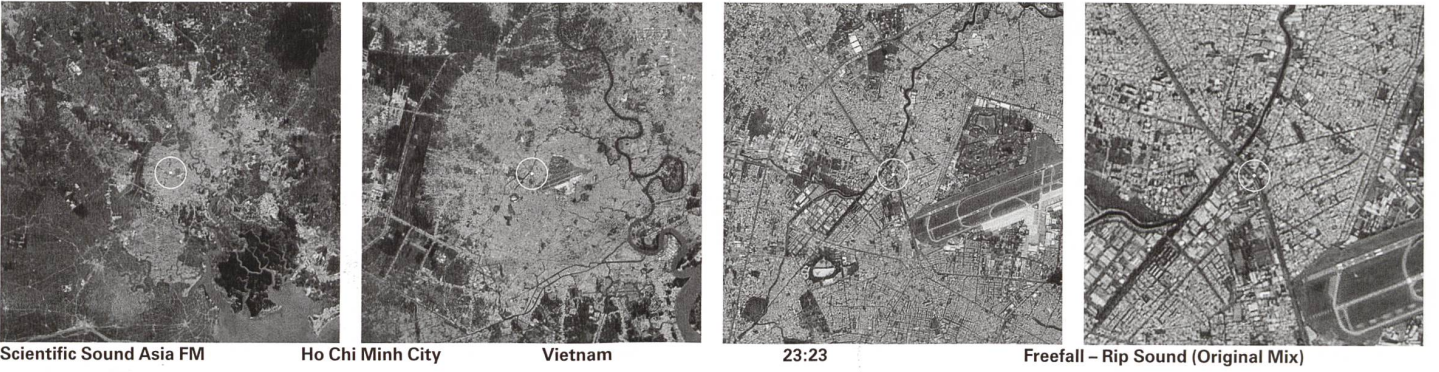 Scientific Sound Asia FM Ho Chi Minh City Vietnam 23:23 Freefall – Rip Sound (Original Mix)